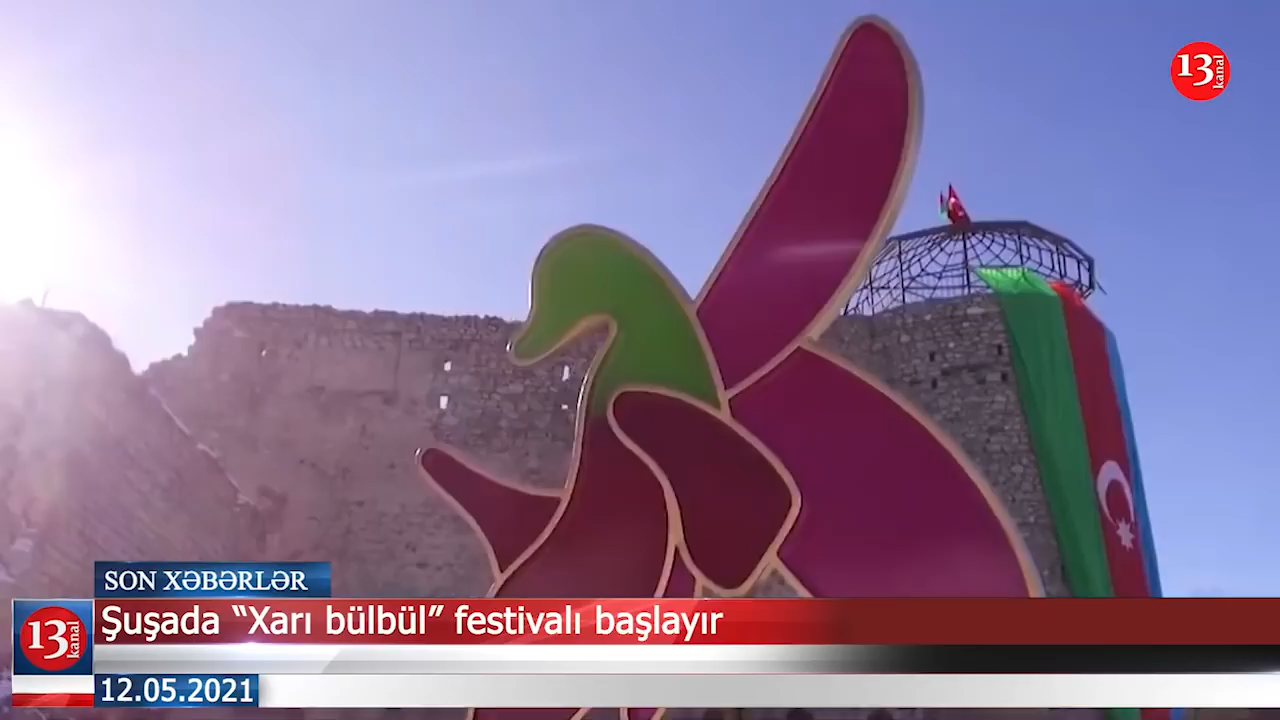 13 kanal
SON XƏBƏRLƏR
Şuşada “Xarı bülbül” festivalı başlayır
13 kanal
12.05.2021